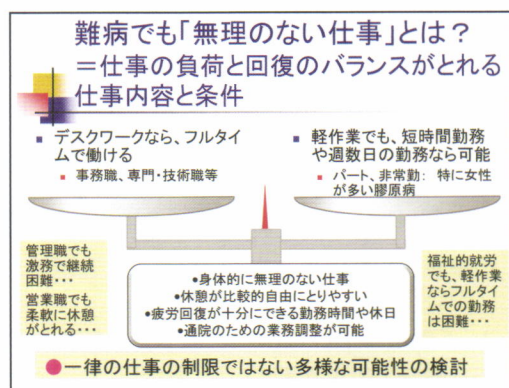 難病でも「無理のない仕事」とは？
＝仕事の負荷と回復のバランスがとれる
仕事内容と条件
デスクワークなら、フルタイ
ムで働ける
事務職、専門・技術職等
軽作業でも、短時間勤務
や週数日の勤務なら可能
パート、非常勤： 特に女性
が多い膠原病
管理職でも
激務で継続
困難・・・
営業職でも
柔軟に休憩
がとれる・・・
•身体的に無理のない仕事
•休憩が比較的自由にとりやすい
•疲労回復が十分にできる勤務時間や休日
•通院のための業務調整が可能
福祉的就労
でも、軽作業
ならフルタイ
ムでの勤務
は困難・・・
●一律の仕事の制限ではない多様な可能性の検討